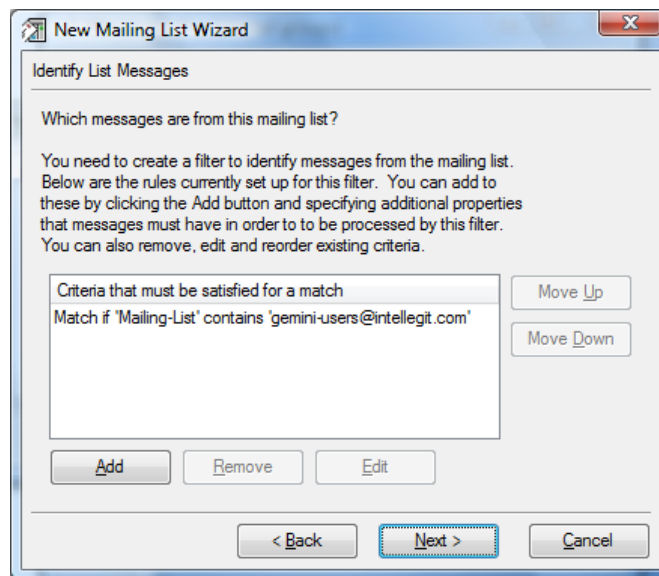 New Mailing List Wizard
Identify List Messages
Which messages are from this mailing list?
You need to create a filter to identify messages from the mailing list.
Below are the rules currently set up for this filter. You can add to
these by clicking the Add button and specifying additional properties
that messages must have in order to to be processed by this filter.
You can also remove, edit and reorder existing criteria.
Criteria that must be satisfied for a match
Move Up
Match if 'Mailing-List' contains 'gemini-users@intellegit.com'
Move Down
Add Remove Edit
< Back Next > Cancel